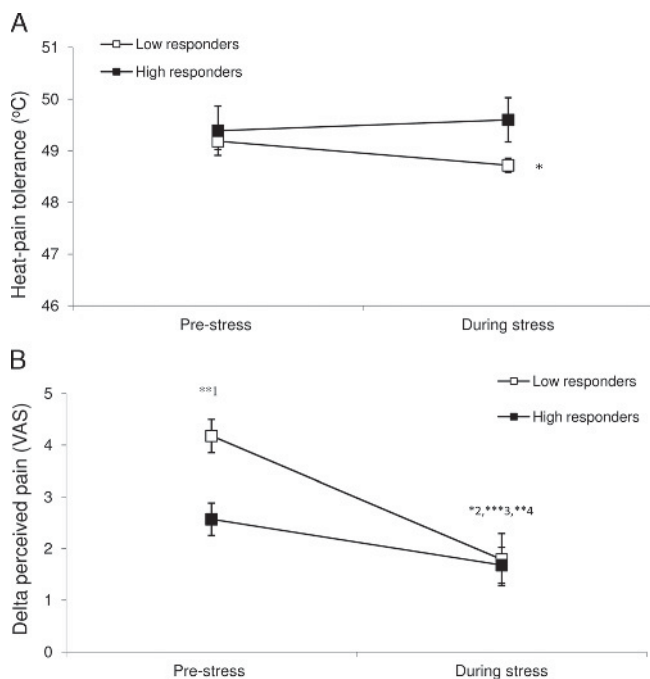 A
Low responders
High responders
Heat-pain tolerance (ºC)
51
50
49
48
47
46
*
Pre-stress
During stress
B
Low responders
High responders
Delta perceived pain (VAS)
5
4
3
2
1
0
**1
*2,***3,**4
Pre-stress
During stress